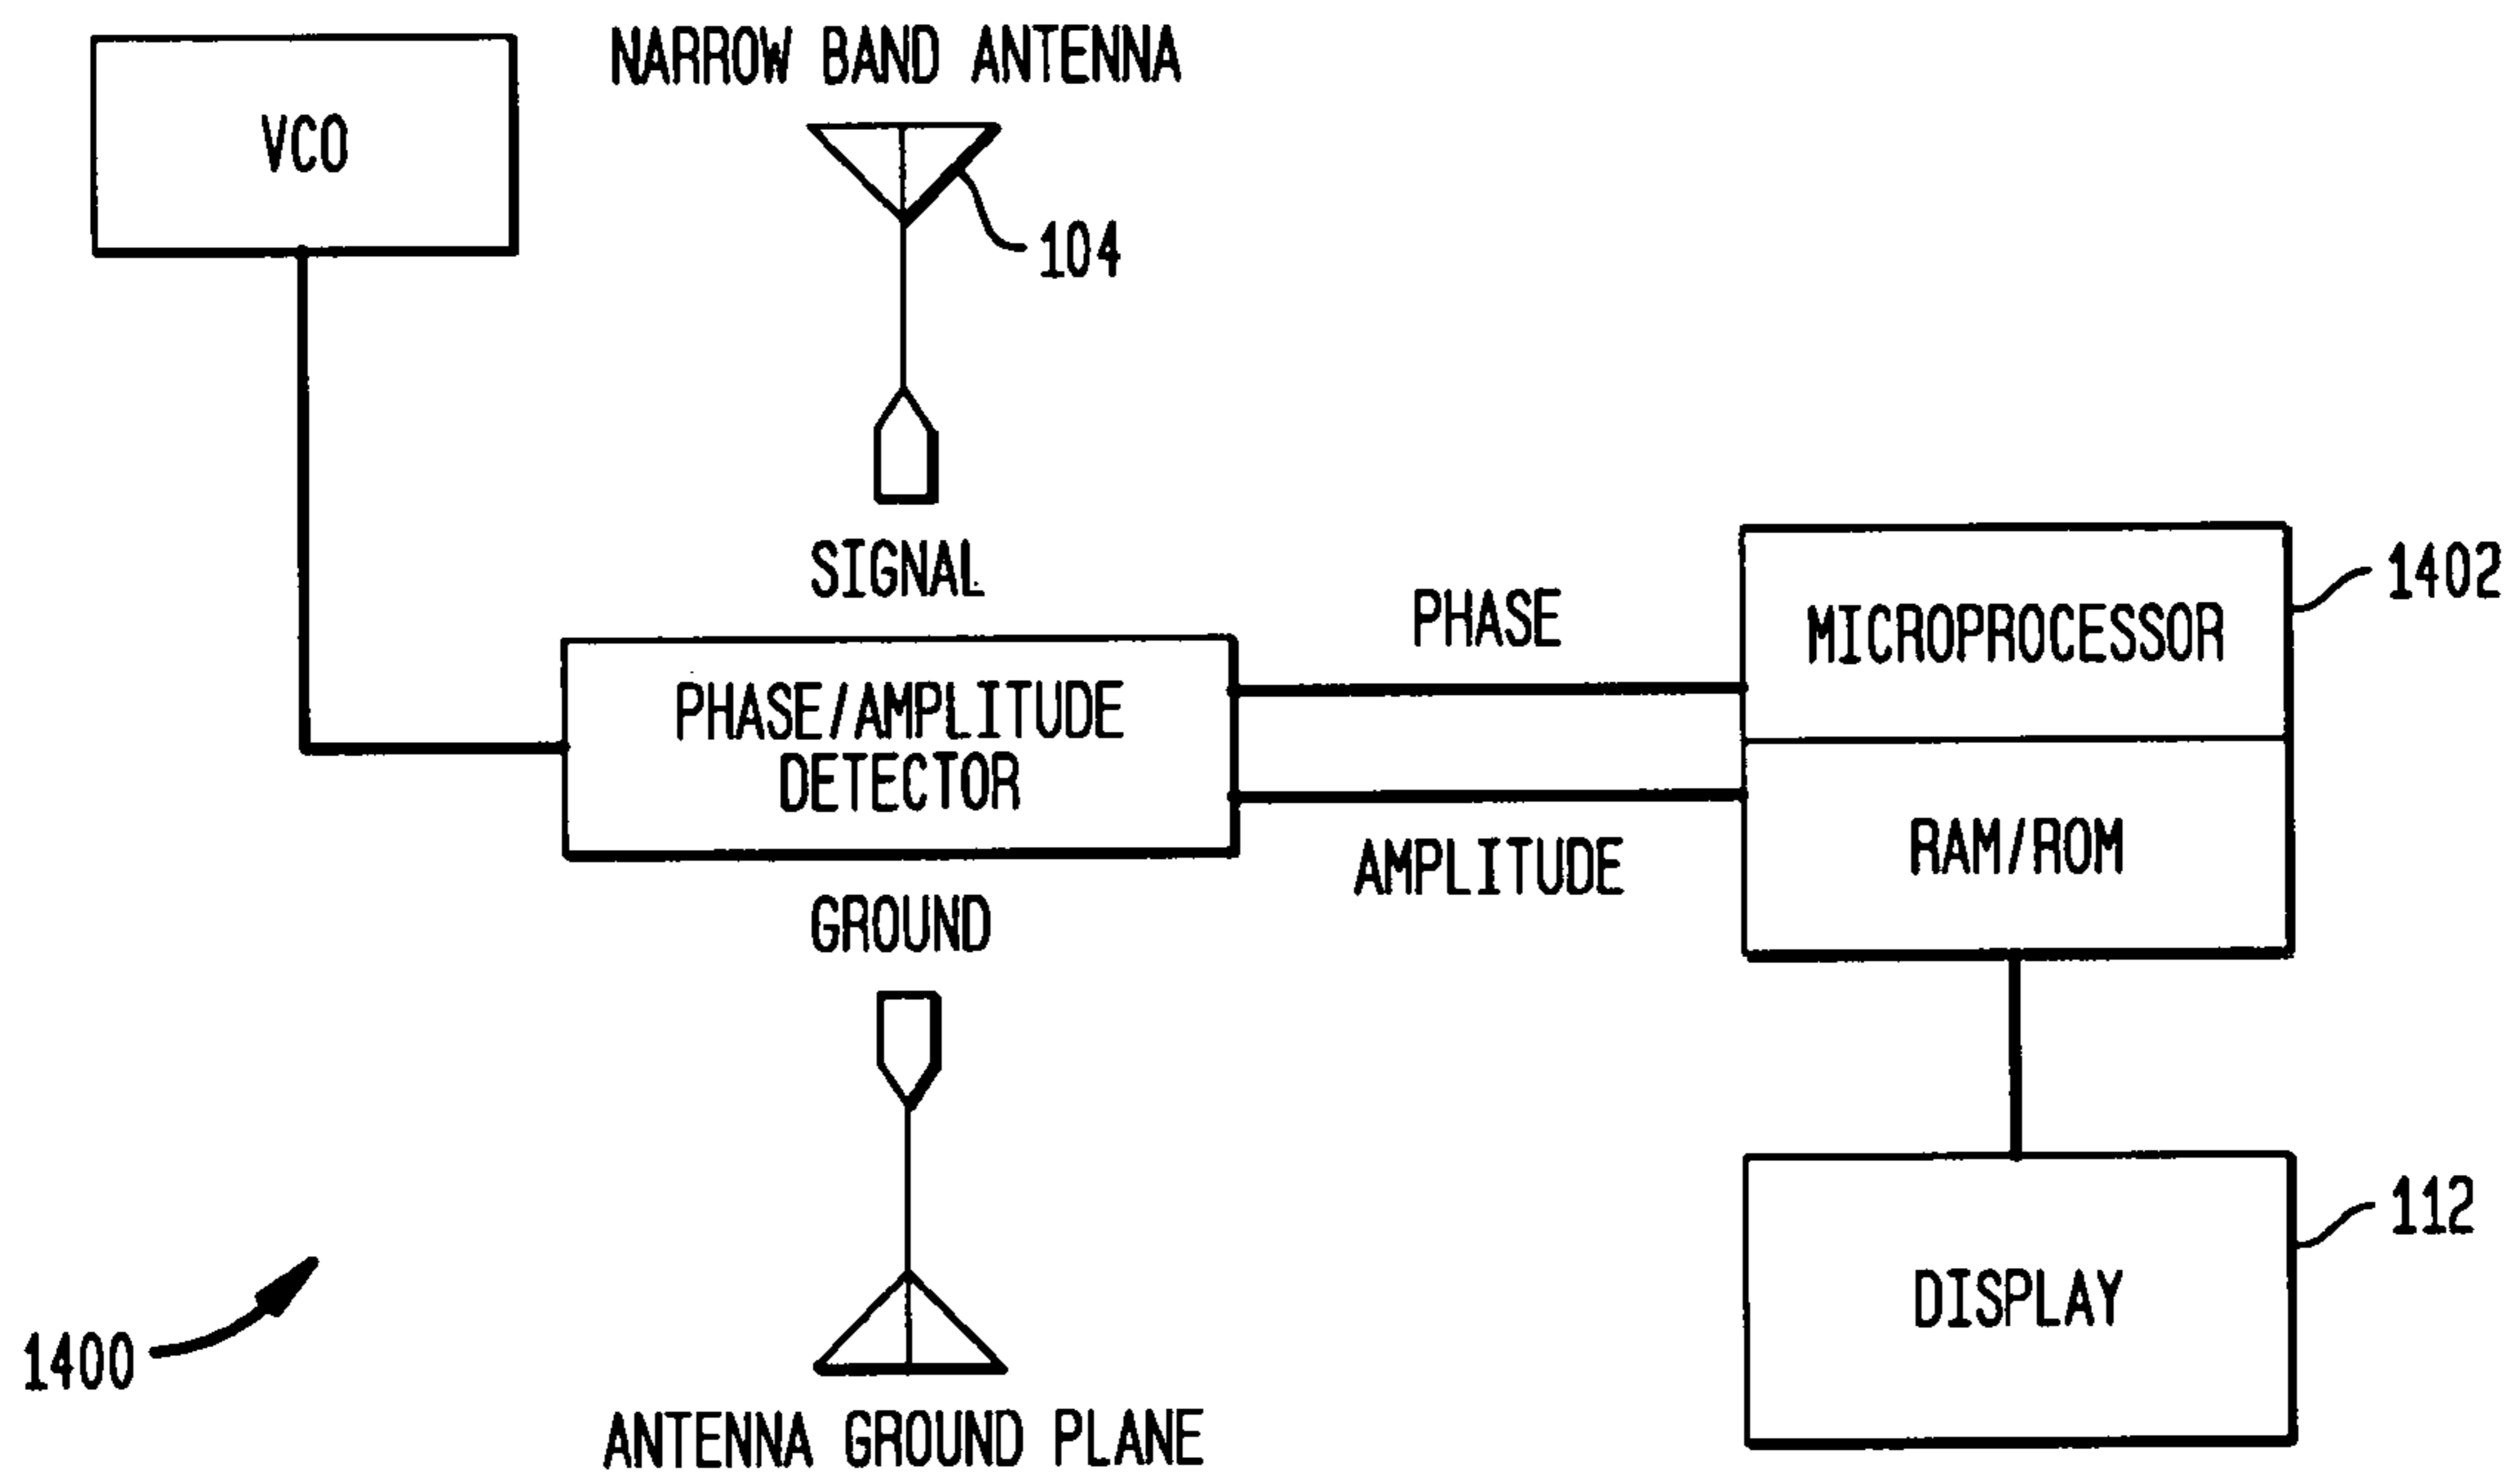 NARROW BAND ANTENNA
VCO
104
SIGNAL
PHASE
MICROPROCESSOR
1402
PHASE/AMPLITUDE
DETECTOR
AMPLITUDE
RAM/ROM
GROUND
112
DISPLAY
1400
ANTENNA GROUND PLANE